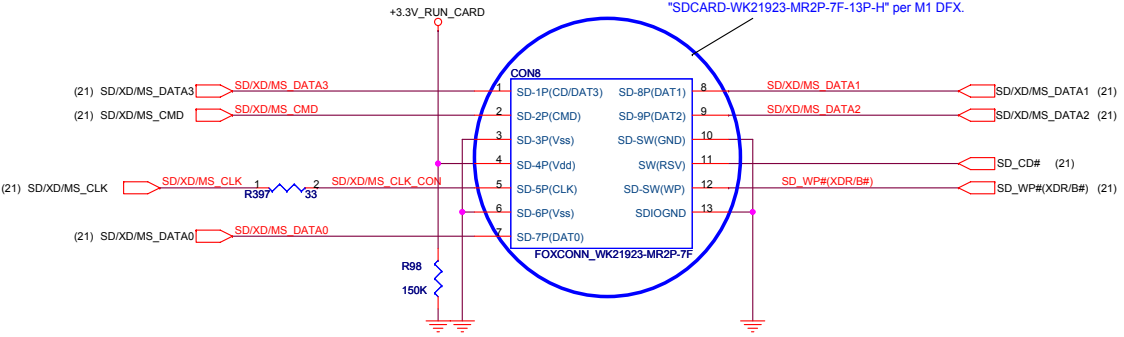 "SDCARD-WK21923-MR2P-7F-13P-H" per M1 DFX.
+3.3V_RUN_CARD
CON8
(21) SD/XD/MS_DATA3 SD/XD/MS_DATA3 1 SD-1P(CD/DAT3) SD-8P(DAT1) 8 SD/XD/MS_DATA1 SD/XD/MS_DATA1 (21)
(21) SD/XD/MS_CMD SD/XD/MS_CMD 2 SD-2P(CMD) SD-9P(DAT2) 9 SD/XD/MS_DATA2 SD/XD/MS_DATA2 (21)
3 SD-3P(Vss) SD-SW(GND) 10
4 SD-4P(Vdd) SW(RSV) 11 SD_CD# (21)
(21) SD/XD/MS_CLK SD/XD/MS_CLK 1 2 SD/XD/MS_CLK_CON 5 SD-5P(CLK) SD-SW(WP) 12 SD_WP#(XDR/B#) SD_WP#(XDR/B#) (21)
R397 33
6 SD-6P(Vss) SDIOGND 13
(21) SD/XD/MS_DATA0 SD/XD/MS_DATA0 7 SD-7P(DAT0)
FOXCONN_WK21923-MR2P-7F
R98
150K